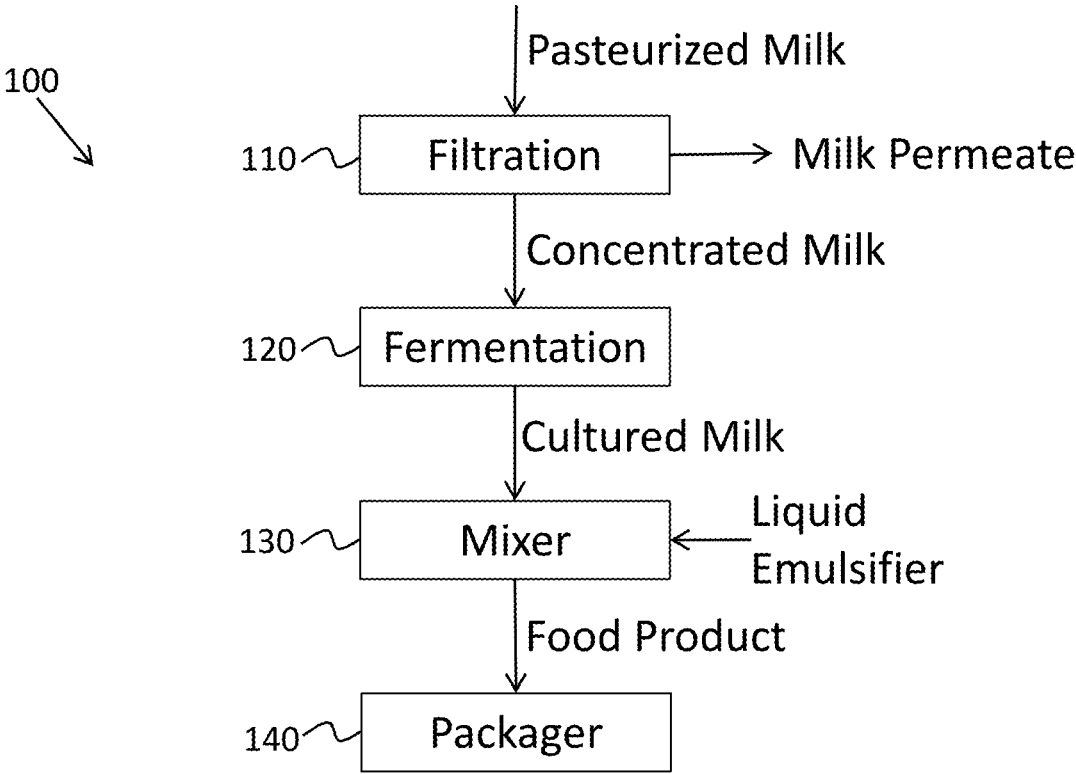 Pasteurized Milk
100
110
Filtration
Milk Permeate
Concentrated Milk
120
Fermentation
Cultured Milk
130
Mixer
Liquid
Emulsifier
Food Product
140
Packager